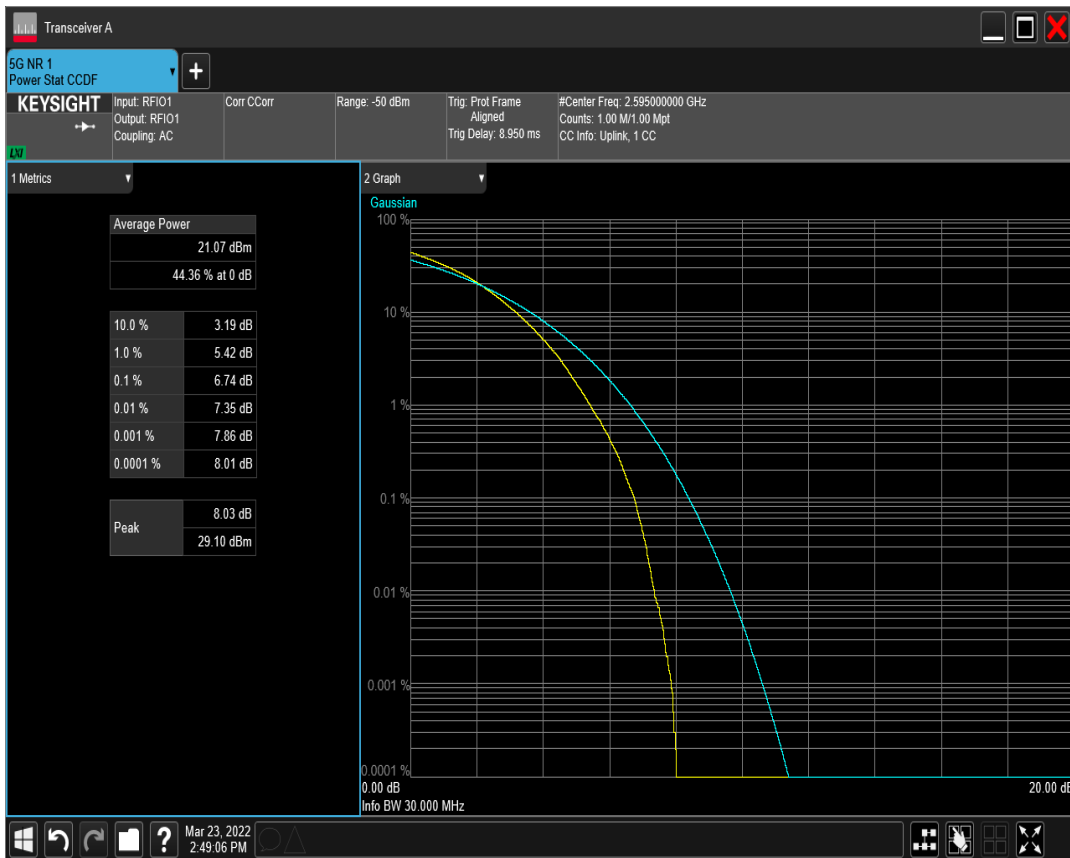 Transceiver A
5G NR 1
Power Stat CCDF
+
KEYSIGHT
LXI
Input: RFIO1
Output: RFIO1
Coupling: AC
Corr CCorr
Range: -50 dBm
Trig: Prot Frame
Aligned
Trig Delay: 8.950 ms
#Center Freq: 2.595000000 GHz
Counts: 1.00 M/1.00 Mpt
CC Info: Uplink, 1 CC
1 Metrics
Average Power
21.07 dBm
44.36 % at 0 dB
10.0 % 3.19 dB
1.0 % 5.42 dB
0.1 % 6.74 dB
0.01 % 7.35 dB
0.001 % 7.86 dB
0.0001 % 8.01 dB
Peak
8.03 dB
29.10 dBm
2 Graph
Gaussian
100 %
10 %
1 %
0.1 %
0.01 %
0.001 %
0.0001 %
0.00 dB 20.00 dB
Info BW 30.000 MHz
?
Mar 23, 2022
2:49:06 PM